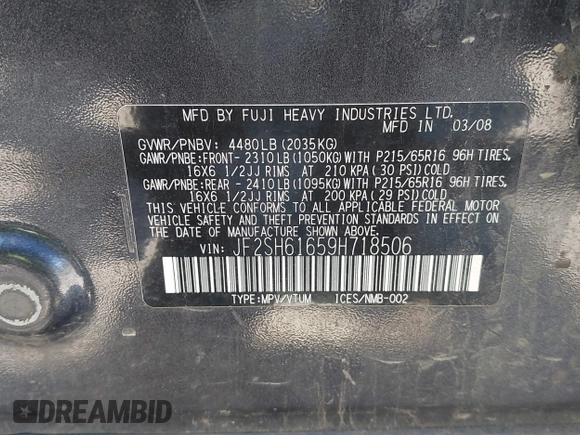 MFD BY FUJI HEAVY INDUSTRIES LTD.
MFD IN 03/08
GVWR/PNBV: 4480LB (2035KG)
GAWR/PNBE:FRONT- 2310LB(1050KG)WITH P215/65R16 96H TIRES,
16X6 1/2JJ RIMS AT 210 KPA (30 PSI)COLD
GAWR/PNBE:REAR - 2410LB(1095KG)WITH P215/65R16 96H TIRES,
16X6 1/2JJ RIMS AT 200 KPA (29 PSI)COLD
THIS VEHICLE CONFORMS TO ALL APPLICABLE FEDERAL MOTOR
VEHICLE SAFETY AND THEFT PREVENTION STANDARDS IN EFFECT ON
THE DATE OF MANUFACTURE SHOWN ABOVE.
VIN: JF2SH61659H718506
TYPE:MPV/VTUM ICES/NMB-002
DREAMBID